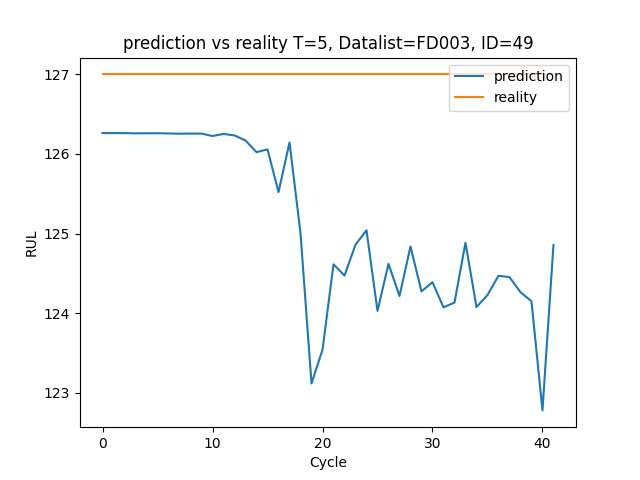 prediction vs reality T=5, Datalist=FD003, ID=49
127
126
125
124
123
RUL
prediction
reality
0 10 20 30 40
Cycle